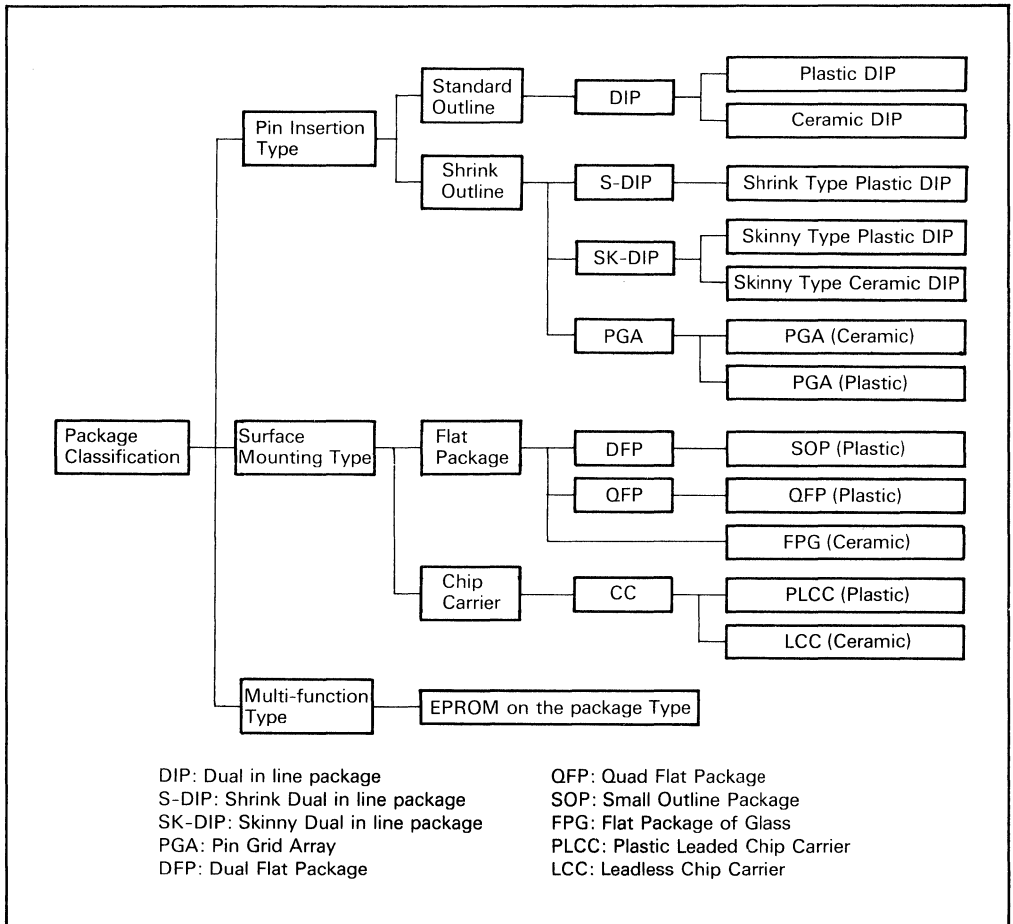 Standard
Outline
DIP
Plastic DIP
Ceramic DIP
Pin Insertion
Type
Shrink
Outline
S-DIP
Shrink Type Plastic DIP
SK-DIP
Skinny Type Plastic DIP
Skinny Type Ceramic DIP
PGA
PGA (Ceramic)
PGA (Plastic)
Package
Classification
Surface
Mounting Type
Flat
Package
DFP
SOP (Plastic)
QFP
QFP (Plastic)
FPG (Ceramic)
Chip
Carrier
CC
PLCC (Plastic)
LCC (Ceramic)
Multi-function
Type
EPROM on the package Type
DIP: Dual in line package
S-DIP: Shrink Dual in line package
SK-DIP: Skinny Dual in line package
PGA: Pin Grid Array
DFP: Dual Flat Package
QFP: Quad Flat Package
SOP: Small Outline Package
FPG: Flat Package of Glass
PLCC: Plastic Leaded Chip Carrier
LCC: Leadless Chip Carrier